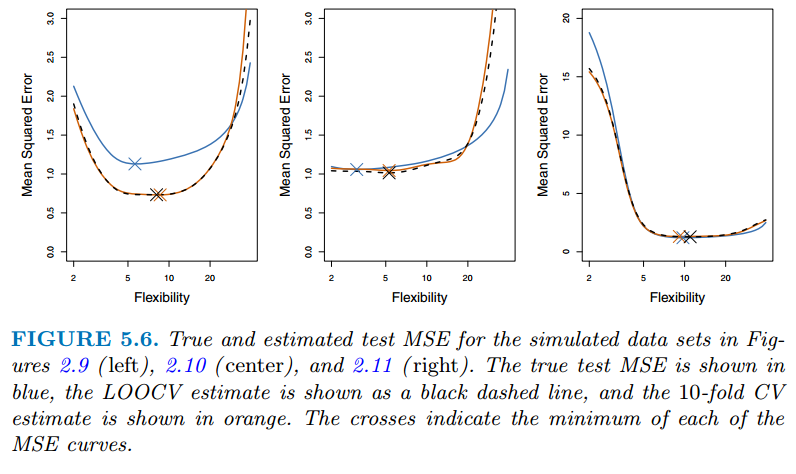 3.0
2.5
2.0
1.5
1.0
0.5
0.0
Mean Squared Error
2 5 10 20
Flexibility
3.0
2.5
2.0
1.5
1.0
0.5
0.0
Mean Squared Error
2 5 10 20
Flexibility
20
15
10
5
0
Mean Squared Error
2 5 10 20
Flexibility
FIGURE 5.6. True and estimated test MSE for the simulated data sets in Fig-
ures 2.9 (left), 2.10 (center), and 2.11 (right). The true test MSE is shown in
blue, the LOOCV estimate is shown as a black dashed line, and the 10-fold CV
estimate is shown in orange. The crosses indicate the minimum of each of the
MSE curves.